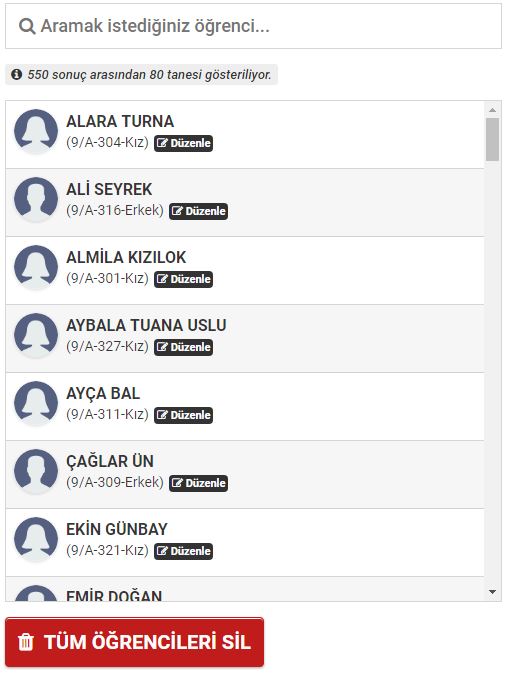 Aramak istediğiniz öğrenci...
550 sonuç arasından 80 tanesi gösteriliyor.
ALARA TURNA
(9/A-304-Kız) Düzenle
ALİ SEYREK
(9/A-316-Erkek) Düzenle
ALMİLA KIZILOK
(9/A-301-Kız) Düzenle
AYBALA TUANA USLU
(9/A-327-Kız) Düzenle
AYÇA BAL
(9/A-311-Kız) Düzenle
ÇAĞLAR ÜN
(9/A-309-Erkek) Düzenle
EKİN GÜNBAY
(9/A-321-Kız) Düzenle
EMİR DOĞAN
TÜM ÖĞRENCİLERİ SİL